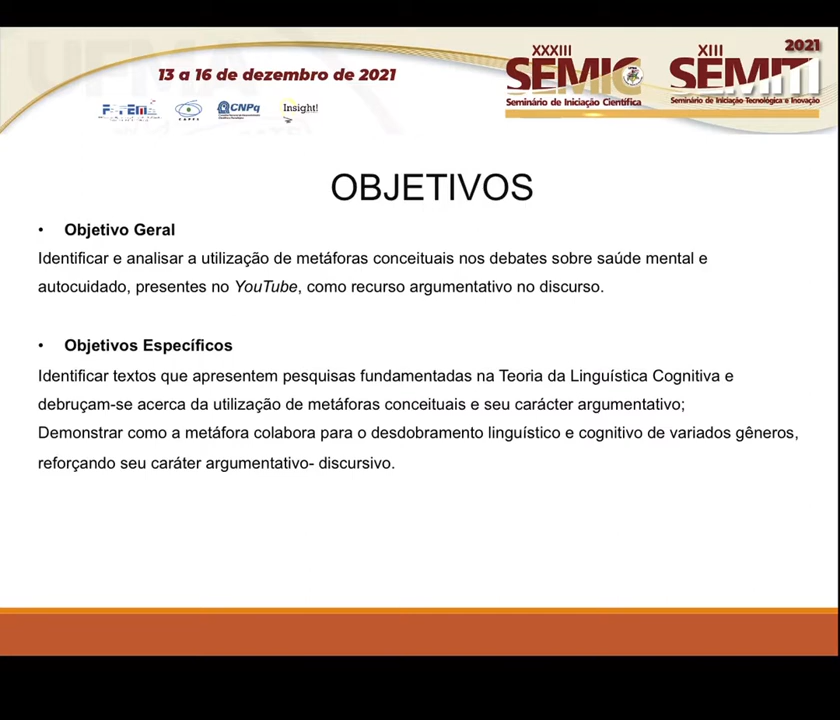 UFMA
13 a 16 de dezembro de 2021
CAPES
CNPq
Insight!
XXXIII
SEMIC
Seminário de Iniciação Científica
XIII
2021
SEMITI
Seminário de Iniciação Tecnológica e Inovação
OBJETIVOS
• Objetivo Geral
Identificar e analisar a utilização de metáforas conceituais nos debates sobre saúde mental e
autocuidado, presentes no YouTube, como recurso argumentativo no discurso.
• Objetivos Específicos
Identificar textos que apresentem pesquisas fundamentadas na Teoria da Linguística Cognitiva e
debruçam-se acerca da utilização de metáforas conceituais e seu carácter argumentativo;
Demonstrar como a metáfora colabora para o desdobramento linguístico e cognitivo de variados gêneros,
reforçando seu caráter argumentativo- discursivo.